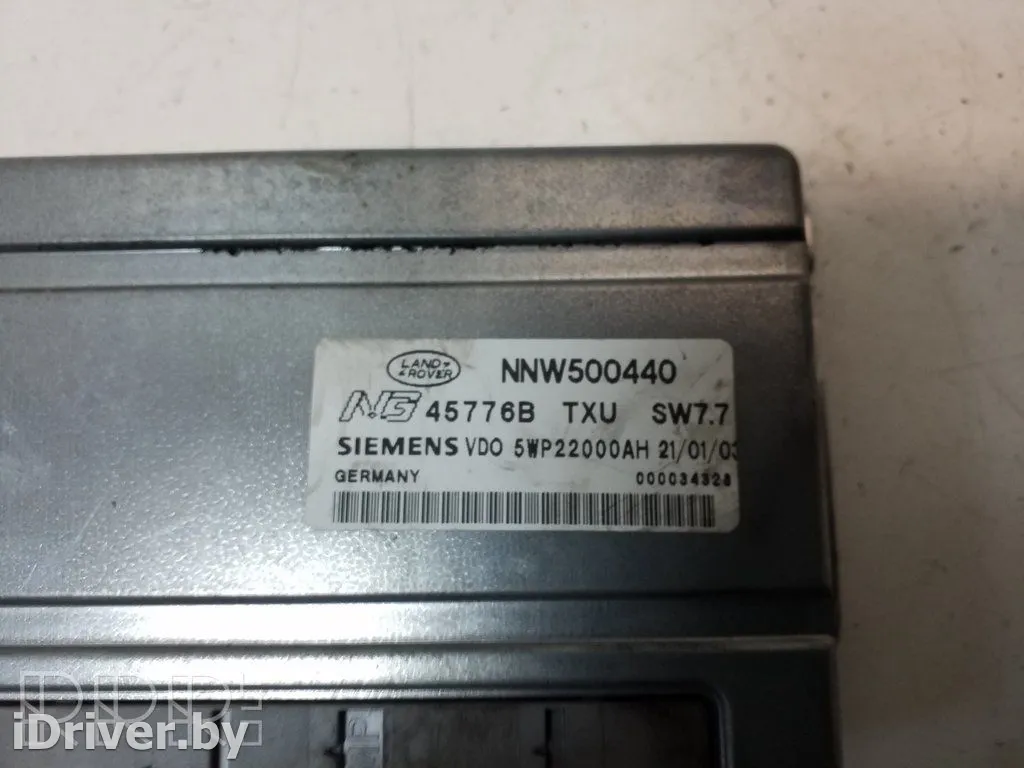 LAND ROVER
NNW500440
NG 45776B TXU SW7.7
SIEMENS VDO 5WP22000AH 21/01/03
GERMANY 000034328
iDriver.by